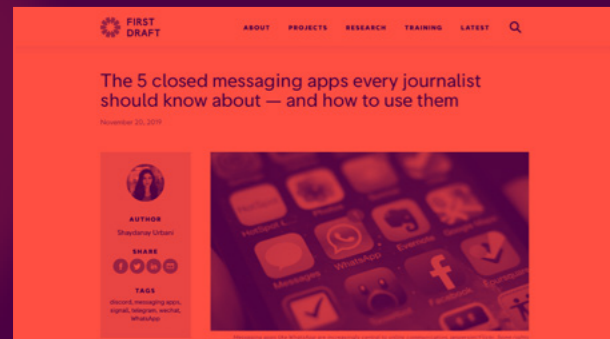 FIRST
DRAFT
ABOUT PROJECTS RESEARCH TRAINING LATEST
The 5 closed messaging apps every journalist
should know about — and how to use them
November 20, 2019
AUTHOR
Shaydanay Urbani
SHARE
TAGS
discord, messaging apps,
signal, telegram, wechat,
WhatsApp
Messages
WhatsApp
Evernote
Facebook
Foursquare